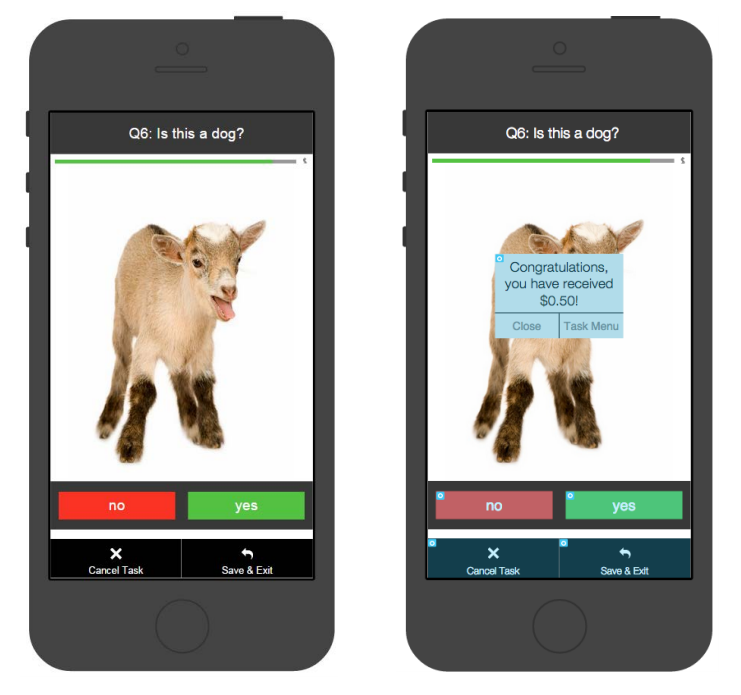 Q6: Is this a dog?
no
yes
Cancel Task
Save & Exit
Q6: Is this a dog?
Congratulations,
you have received
$0.50!
Close
Task Menu
no
yes
Cancel Task
Save & Exit